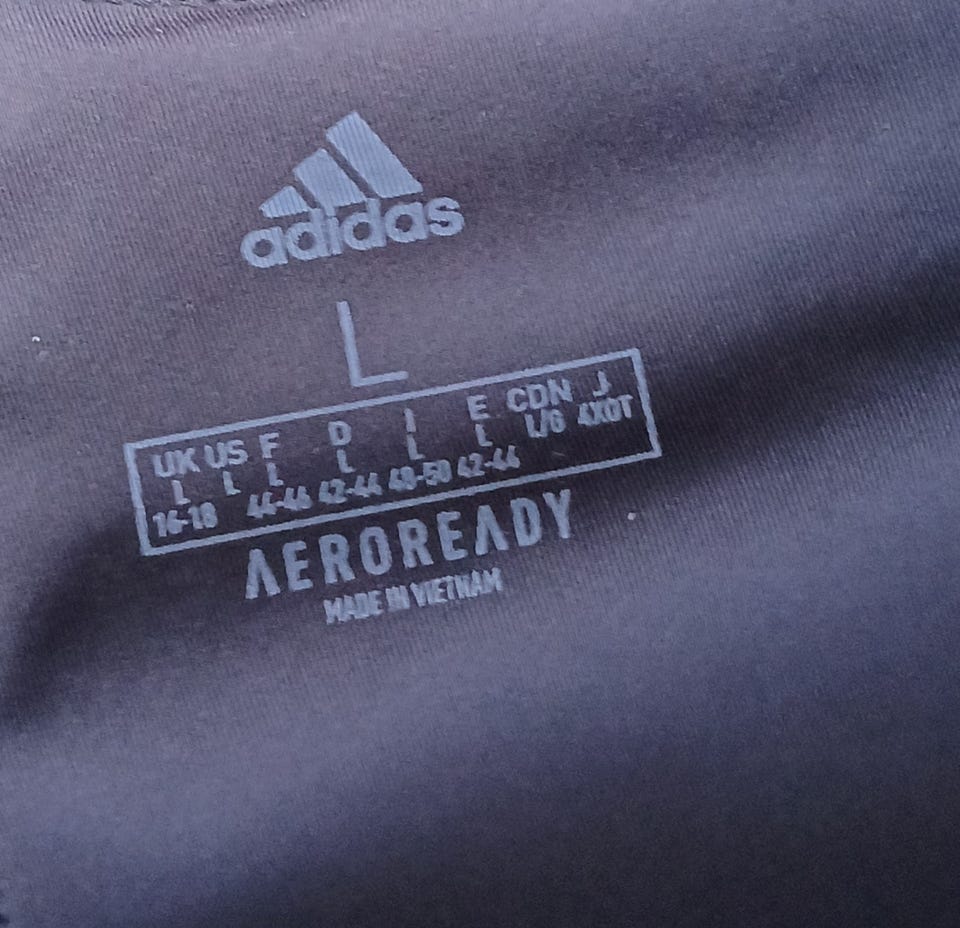 adidas
L
UK US F D I E CDN J
L L L L L L L/G 4XOT
16-18 44-46 42-44 48-50 42-44
AEROREADY
MADE IN VIETNAM